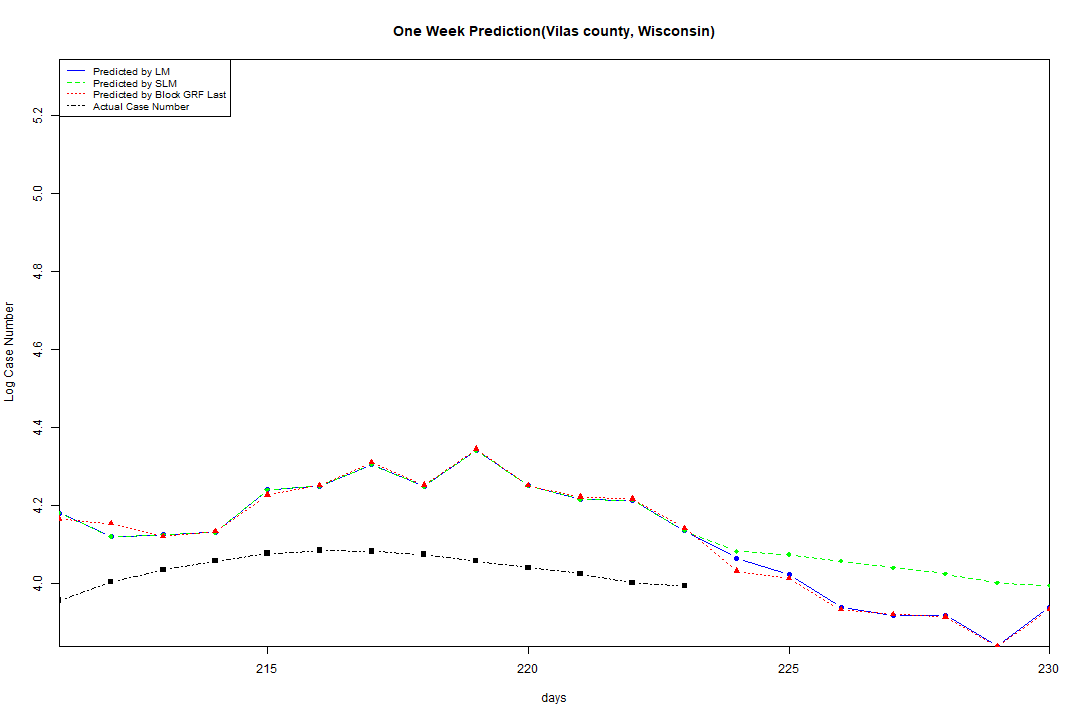 One Week Prediction(Vilas county, Wisconsin)
Predicted by LM
Predicted by SLM
Predicted by Block GRF Last
Actual Case Number
5.2
5.0
4.8
4.6
4.4
4.2
4.0
Log Case Number
215 220 225 230
days